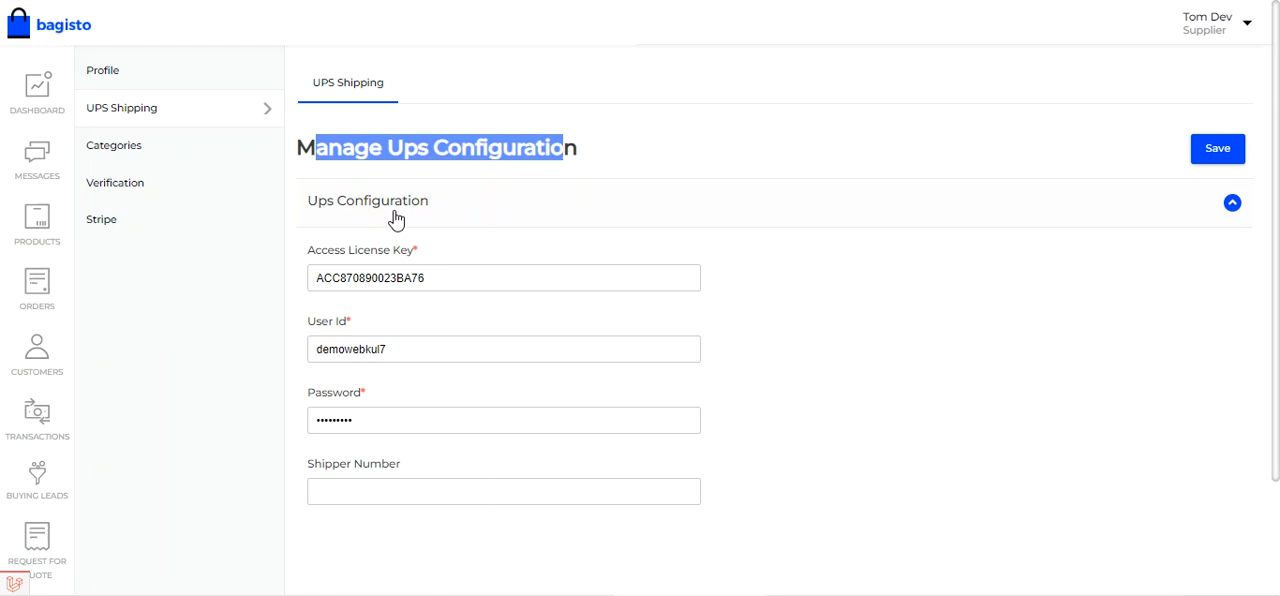 bagisto
Tom Dev
Supplier
DASHBOARD
MESSAGES
PRODUCTS
ORDERS
CUSTOMERS
TRANSACTIONS
BUYING LEADS
REQUEST FOR
UOTE
Profile
UPS Shipping
Categories
Verification
Stripe
UPS Shipping
Manage Ups Configuration
Save
Ups Configuration
Access License Key*
ACC870890023BA76
User Id*
demowebkul7
Password*
•••••••••
Shipper Number